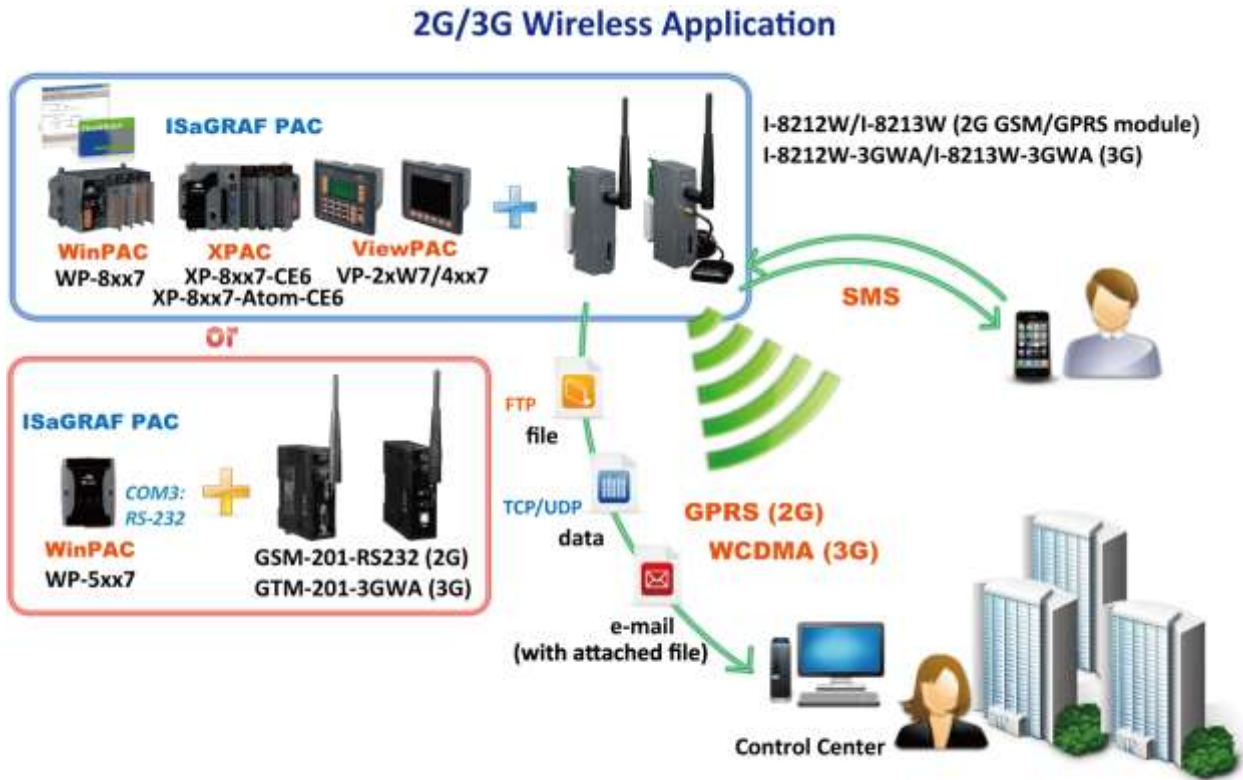 2G/3G Wireless Application
ISaGRAF PAC
WinPAC
WP-8xx7
XPAC
XP-8xx7-CE6
XP-8xx7-Atom-CE6
ViewPAC
VP-2xW7/4xx7
I-8212W/I-8213W (2G GSM/GPRS module)
I-8212W-3GWA/I-8213W-3GWA (3G)
SMS
or
ISaGRAF PAC
COM3:
RS-232
WinPAC
WP-5xx7
GSM-201-RS232 (2G)
GTM-201-3GWA (3G)
FTP
file
TCP/UDP
data
e-mail
(with attached file)
GPRS (2G)
WCDMA (3G)
Control Center